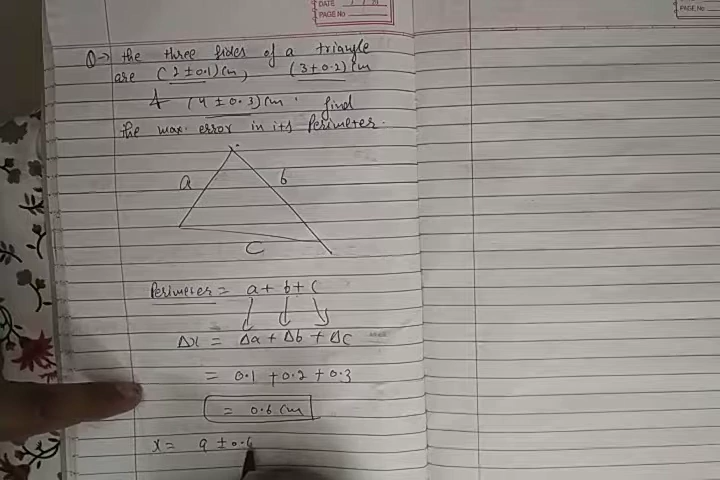 DATE
PAGE No
PAGE No
Q→ the three sides of a triangle
are (2 ± 0.1) cm, (3 ± 0.2) cm
& (4 ± 0.3) cm. find
the max. error in its Perimeter.
a b
C
Perimeter = a + b + c
Δx = Δa + Δb + Δc
= 0.1 + 0.2 + 0.3
= 0.6 cm
x = 9 ± 0.6